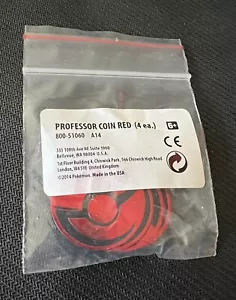 PROFESSOR COIN RED (4 ea.)
800-51060 A14
6+
333 108th Ave NE Suite 1900
Bellevue, WA 98004 U.S.A.
CE
1st Floor Building 4, Chiswick Park, 566 Chiswick High Road
London, W4 5YE United Kingdom
©2014 Pokémon. Made in the USA